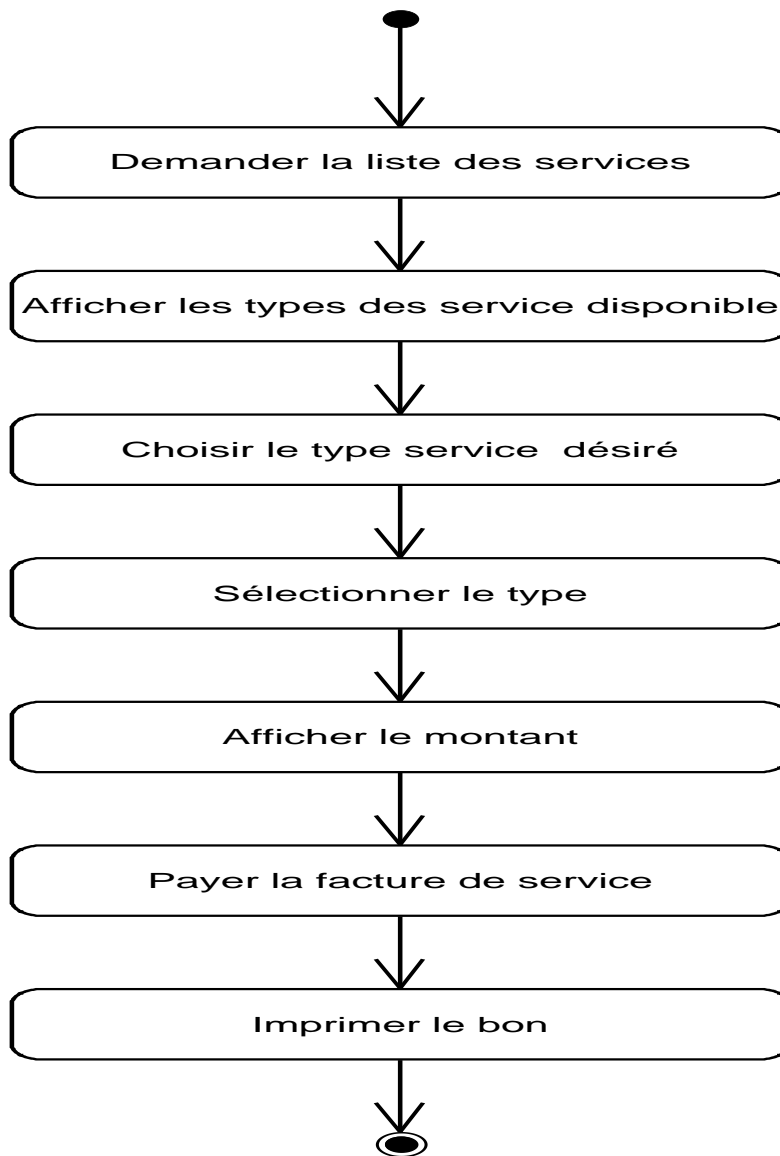 Demander la liste des services
Afficher les types des service disponible
Choisir le type service  désiré
Sélectionner le type
Afficher le montant
Payer la facture de service
Imprimer le bon